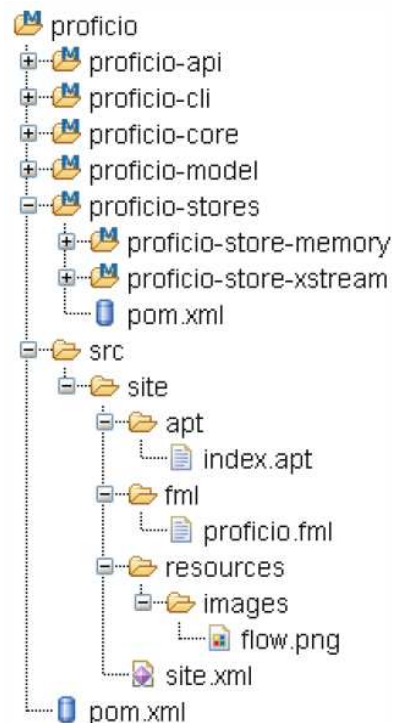 proficio
proficio-api
proficio-cli
proficio-core
proficio-model
proficio-stores
proficio-store-memory
proficio-store-xstream
pom.xml
src
site
apt
index.apt
fml
proficio.fml
resources
images
flow.png
site.xml
pom.xml